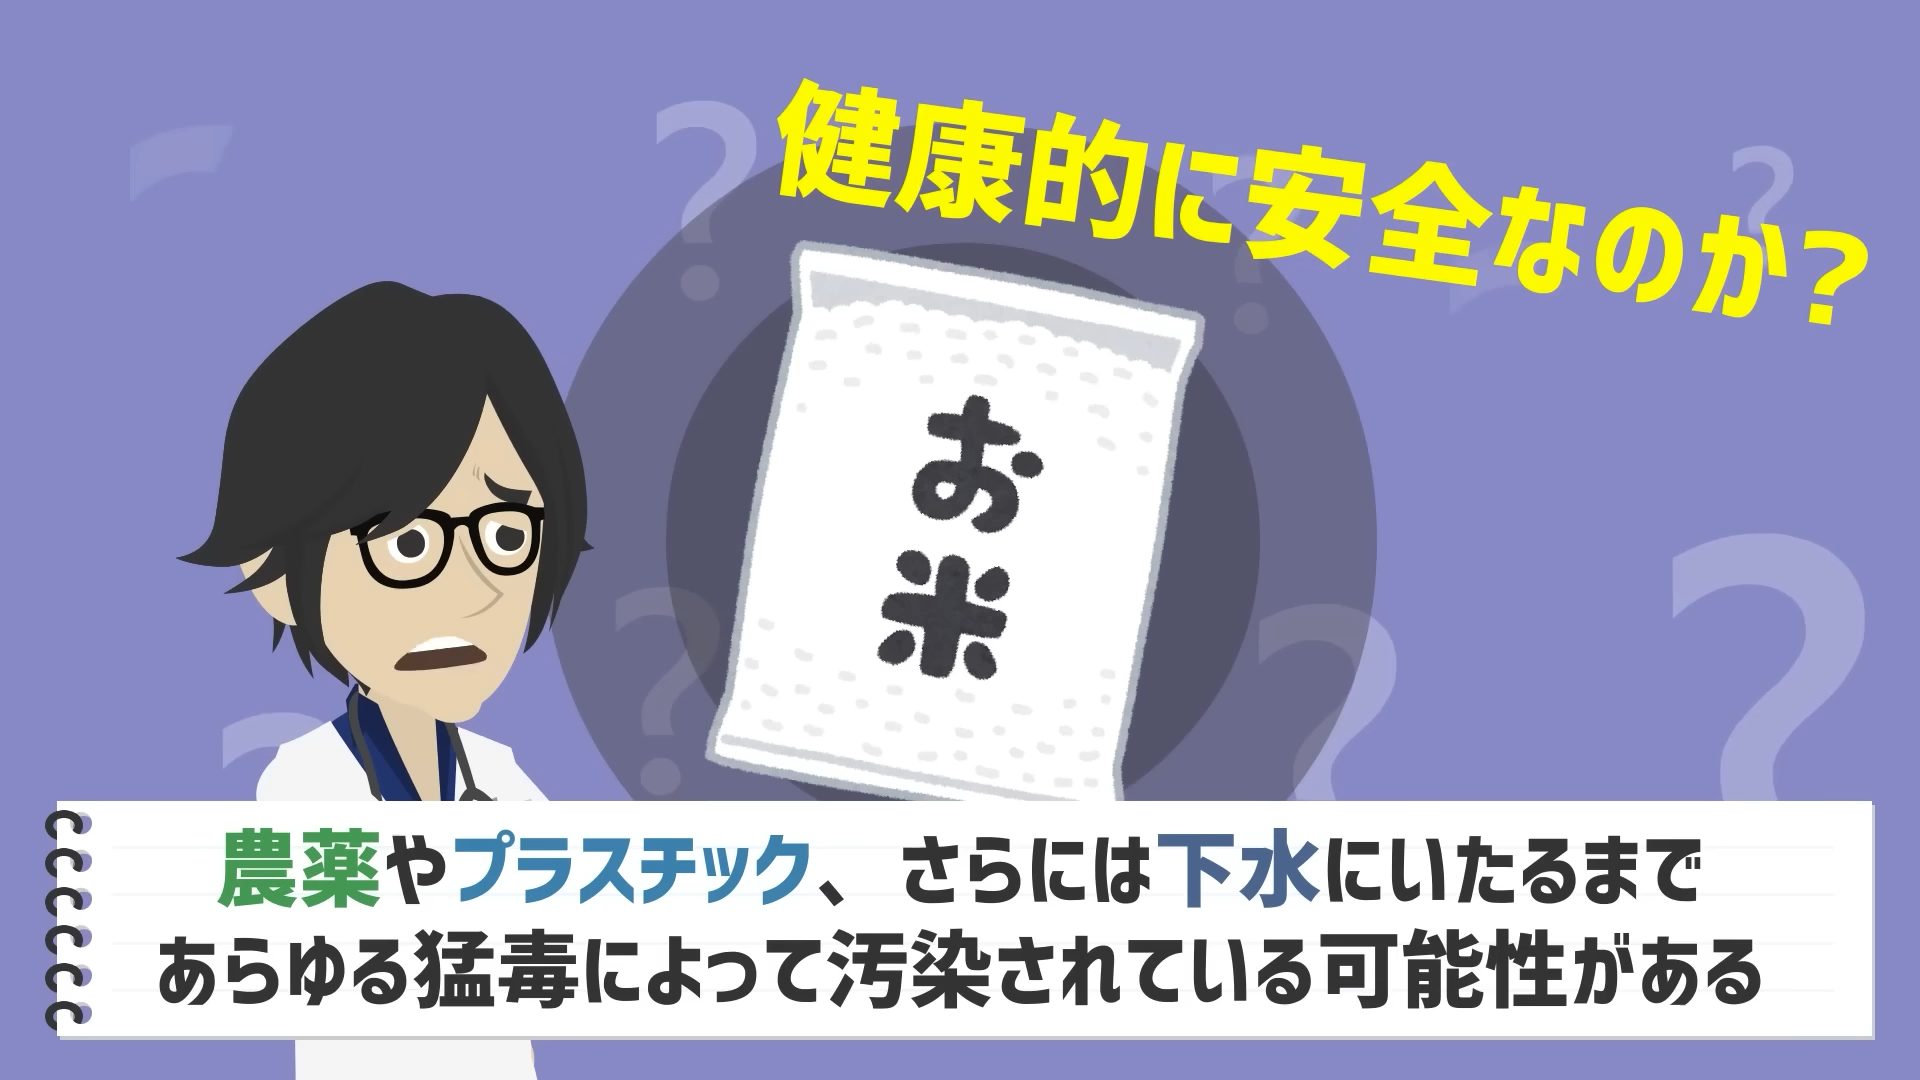 健康的に安全なのか?
お米
農薬やプラスチック、さらには下水にいたるまで
あらゆる猛毒によって汚染されている可能性がある